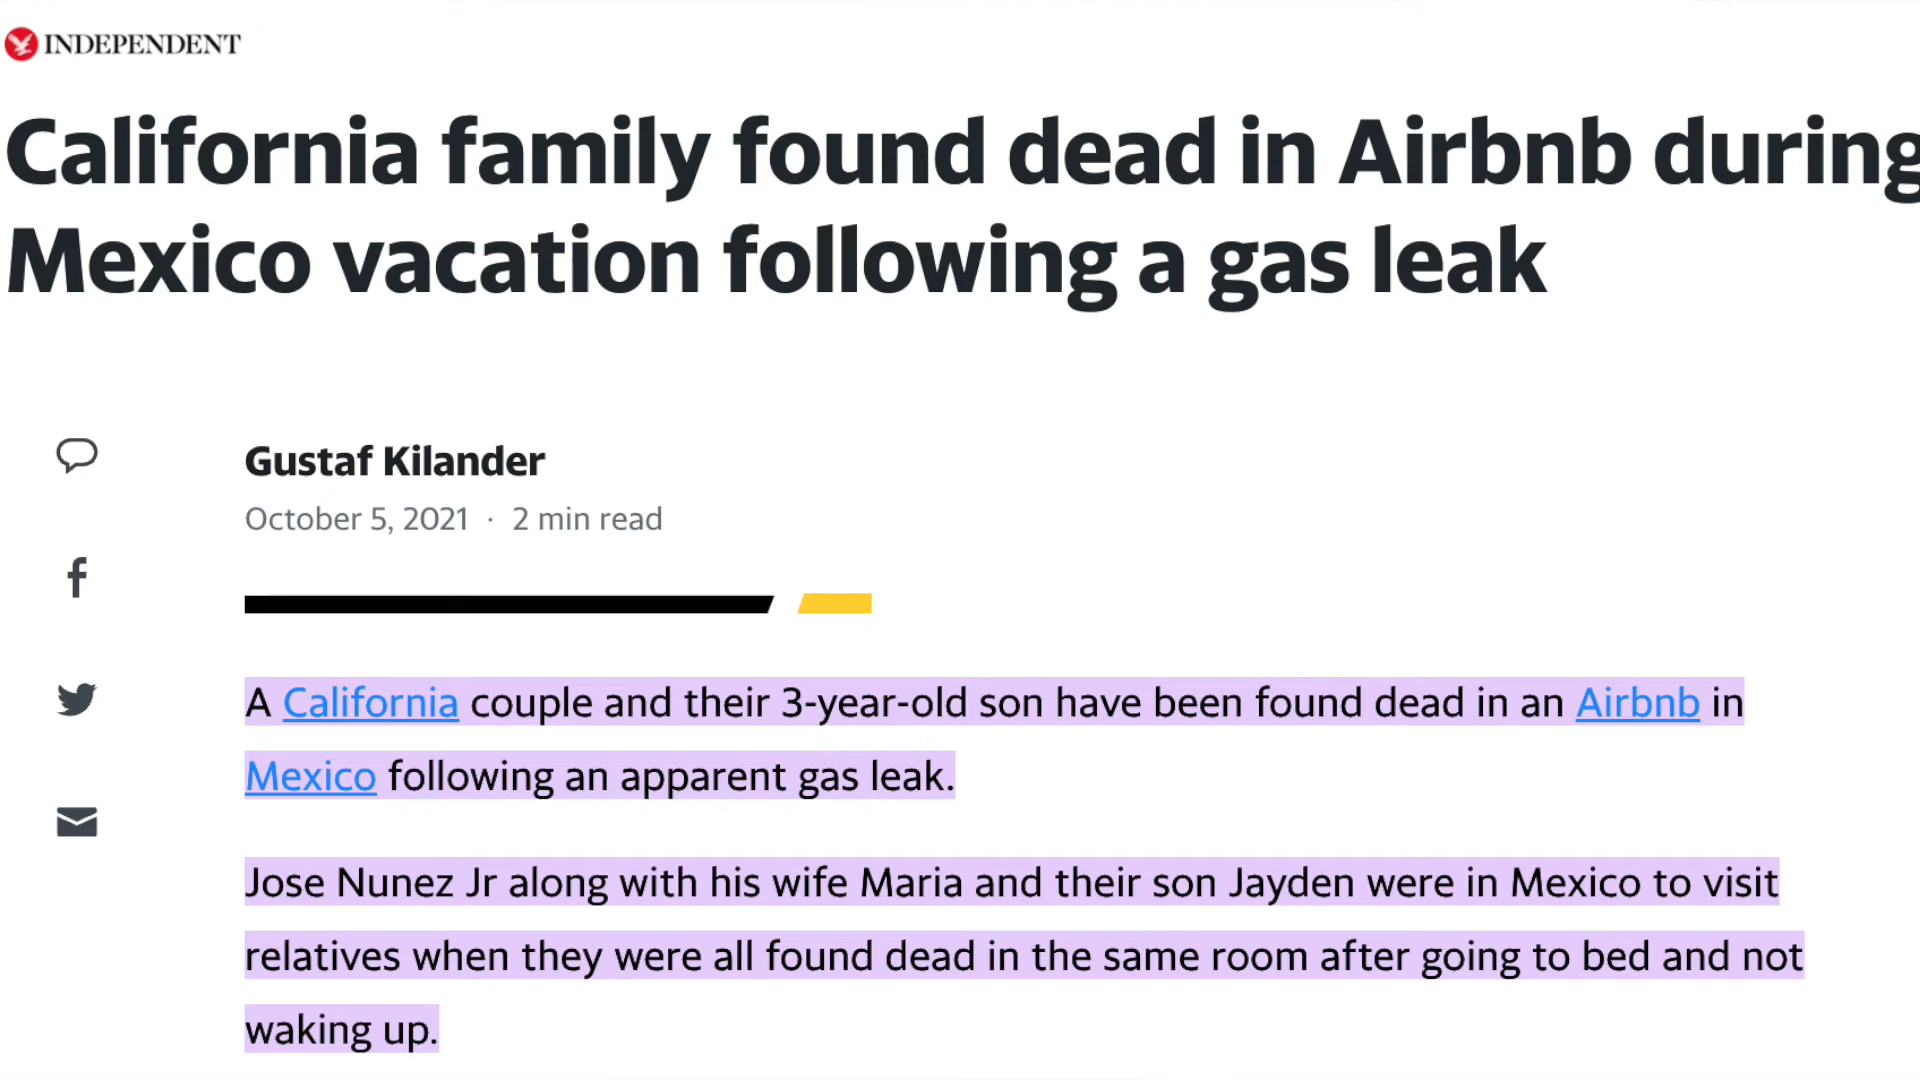 INDEPENDENT
California family found dead in Airbnb during
Mexico vacation following a gas leak
Gustaf Kilander
October 5, 2021 · 2 min read
A California couple and their 3-year-old son have been found dead in an Airbnb in
Mexico following an apparent gas leak.
Jose Nunez Jr along with his wife Maria and their son Jayden were in Mexico to visit
relatives when they were all found dead in the same room after going to bed and not
waking up.